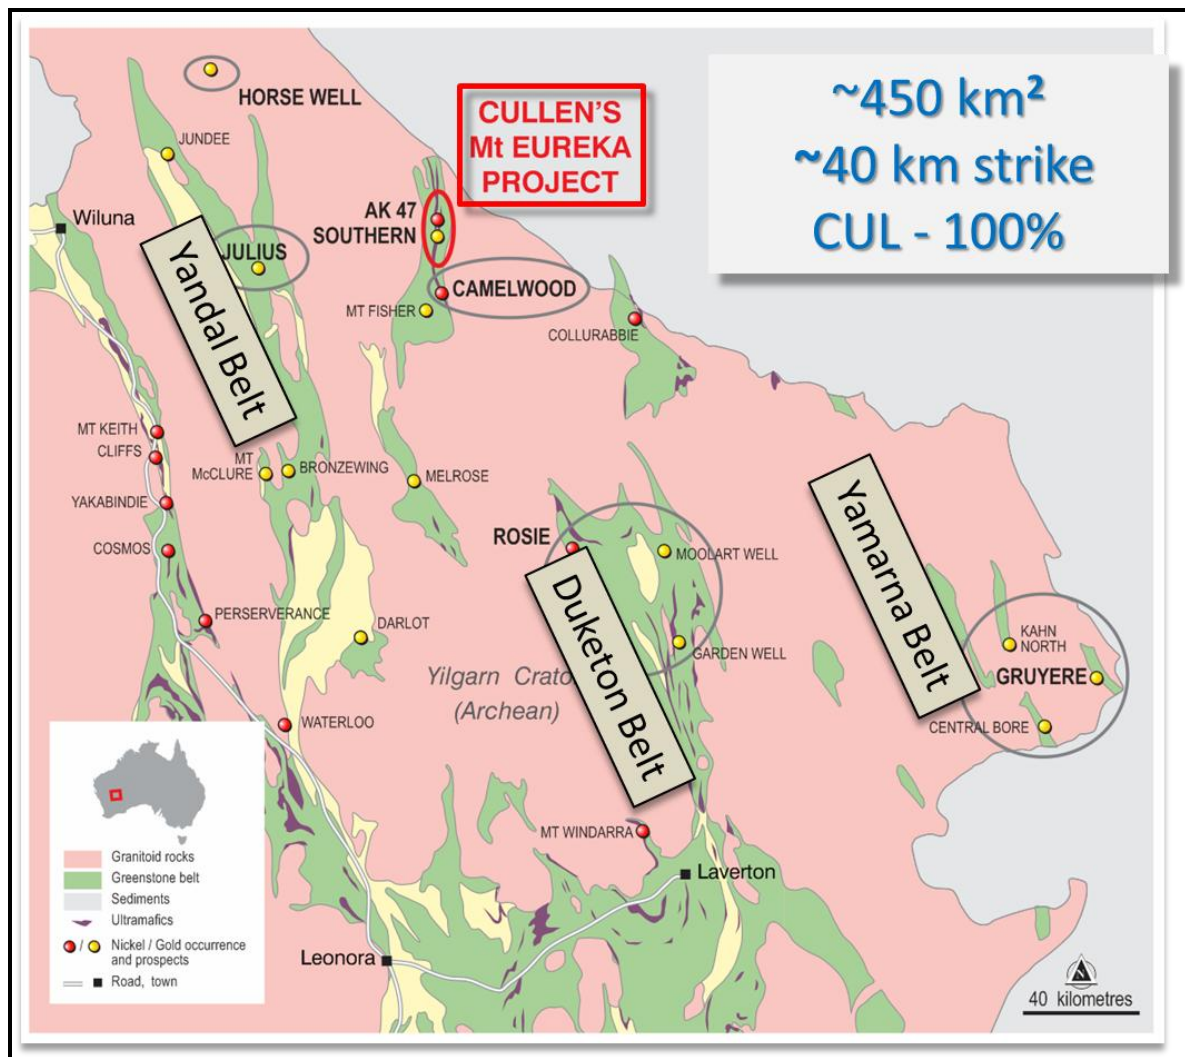 ~450 km²
~40 km strike
CUL - 100%
CULLEN'S
Mt EUREKA
PROJECT
HORSE WELL
JUNDEE
Wiluna
AK 47
SOUTHERN
JULIUS
CAMELWOOD
MT FISHER
COLLURABBIE
Yandal Belt
MT KEITH
CLIFFS
MT
McCLURE
BRONZEWING
MELROSE
YAKABINDIE
COSMOS
ROSIE
MOOLART WELL
Duketon Belt
Yamarna Belt
PERSERVERANCE
DARLOT
GARDEN WELL
KAHN
NORTH
GRUYERE
CENTRAL BORE
Yilgarn Crato
(Archean)
WATERLOO
MT WINDARRA
Laverton
Leonora
Granitoid rocks
Greenstone belt
Sediments
Ultramafics
/ Nickel / Gold occurrence
and prospects
Road, town
N
40 kilometres